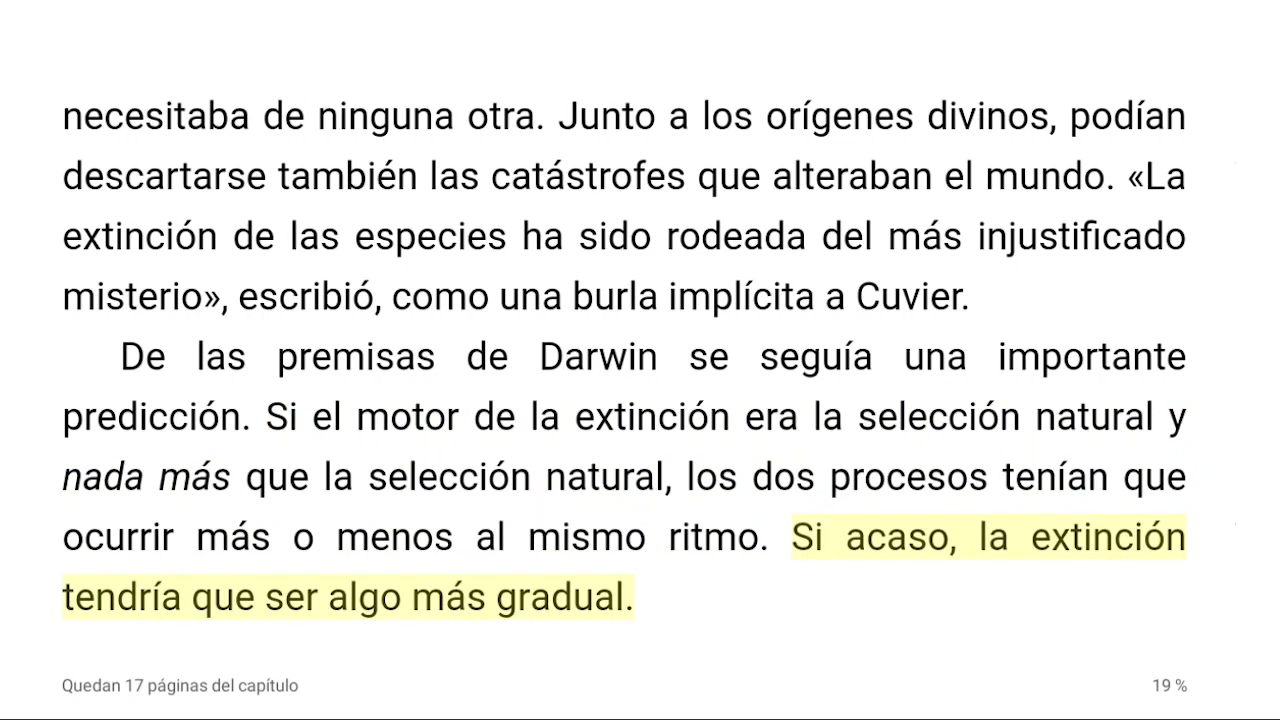 necesitaba de ninguna otra. Junto a los orígenes divinos, podían
descartarse también las catástrofes que alteraban el mundo. «La
extinción de las especies ha sido rodeada del más injustificado
misterio», escribió, como una burla implícita a Cuvier.
De las premisas de Darwin se seguía una importante
predicción. Si el motor de la extinción era la selección natural y
nada más que la selección natural, los dos procesos tenían que
ocurrir más o menos al mismo ritmo. Si acaso, la extinción
tendría que ser algo más gradual.
Quedan 17 páginas del capítulo 19 %